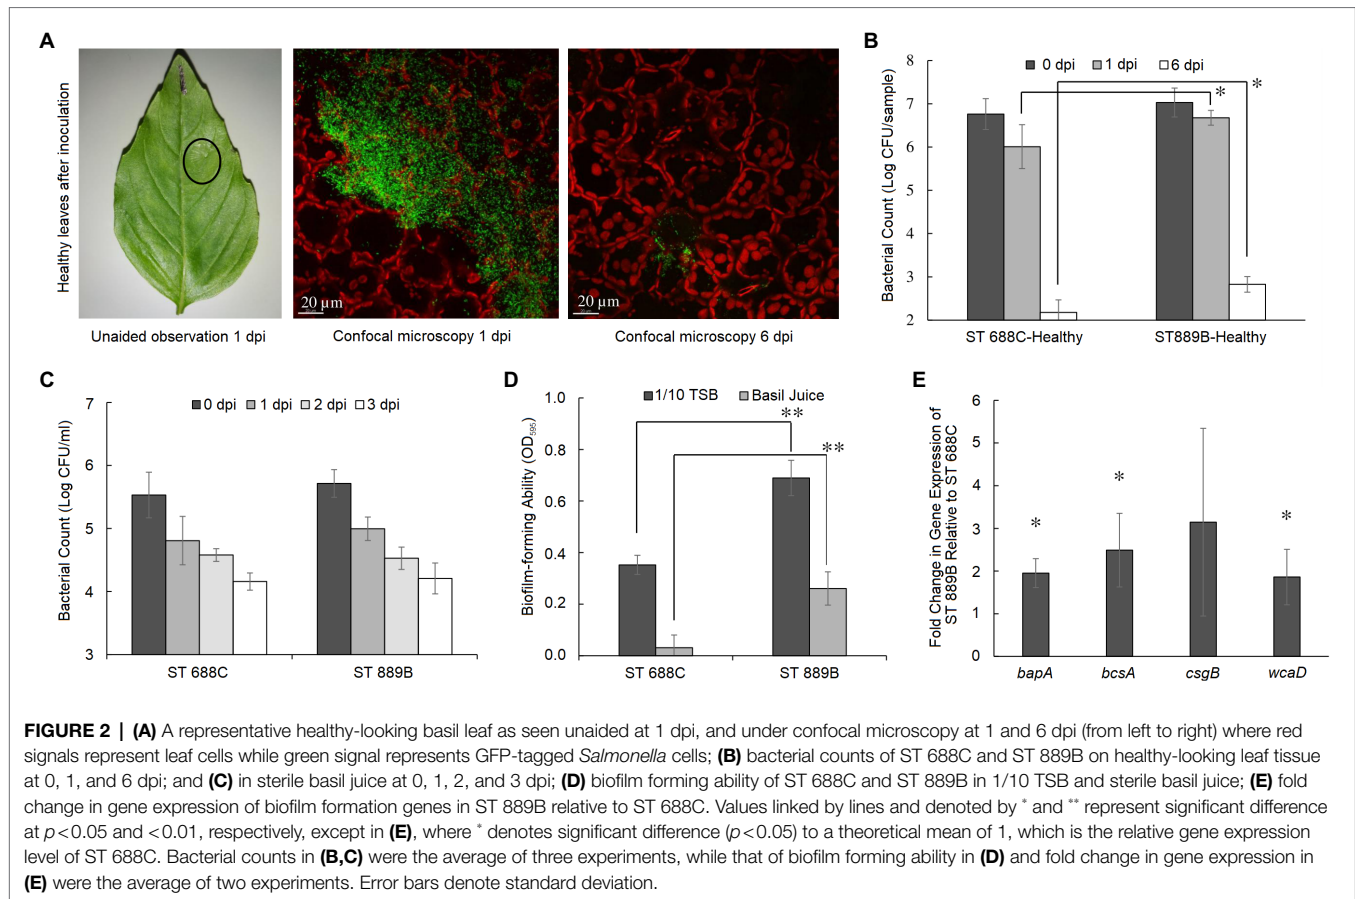 A
Healthy leaves after inoculation
20 µm
20 µm
Unaided observation 1 dpi
Confocal microscopy 1 dpi
Confocal microscopy 6 dpi
B
8
7
6
5
4
3
2
Bacterial Count (Log CFU/sample)
0 dpi 1 dpi 6 dpi
*
*
ST 688C-Healthy
ST889B-Healthy
C
7
6
5
4
3
Bacterial Count (Log CFU/ml)
0 dpi 1 dpi 2 dpi 3 dpi
ST 688C
ST 889B
D
1.0
0.8
0.6
0.4
0.2
0.0
Biofilm-forming Ability (OD₅₉₅)
1/10 TSB Basil Juice
**
**
ST 688C
ST 889B
E
6
5
4
3
2
1
0
Fold Change in Gene Expression of
ST 889B Relative to ST 688C
*
*
*
bapA
bcsA
csgB
wcaD
FIGURE 2 | (A) A representative healthy-looking basil leaf as seen unaided at 1 dpi, and under confocal microscopy at 1 and 6 dpi (from left to right) where red
signals represent leaf cells while green signal represents GFP-tagged Salmonella cells; (B) bacterial counts of ST 688C and ST 889B on healthy-looking leaf tissue
at 0, 1, and 6 dpi; and (C) in sterile basil juice at 0, 1, 2, and 3 dpi; (D) biofilm forming ability of ST 688C and ST 889B in 1/10 TSB and sterile basil juice; (E) fold
change in gene expression of biofilm formation genes in ST 889B relative to ST 688C. Values linked by lines and denoted by * and ** represent significant difference
at p<0.05 and <0.01, respectively, except in (E), where * denotes significant difference (p<0.05) to a theoretical mean of 1, which is the relative gene expression
level of ST 688C. Bacterial counts in (B,C) were the average of three experiments, while that of biofilm forming ability in (D) and fold change in gene expression in
(E) were the average of two experiments. Error bars denote standard deviation.